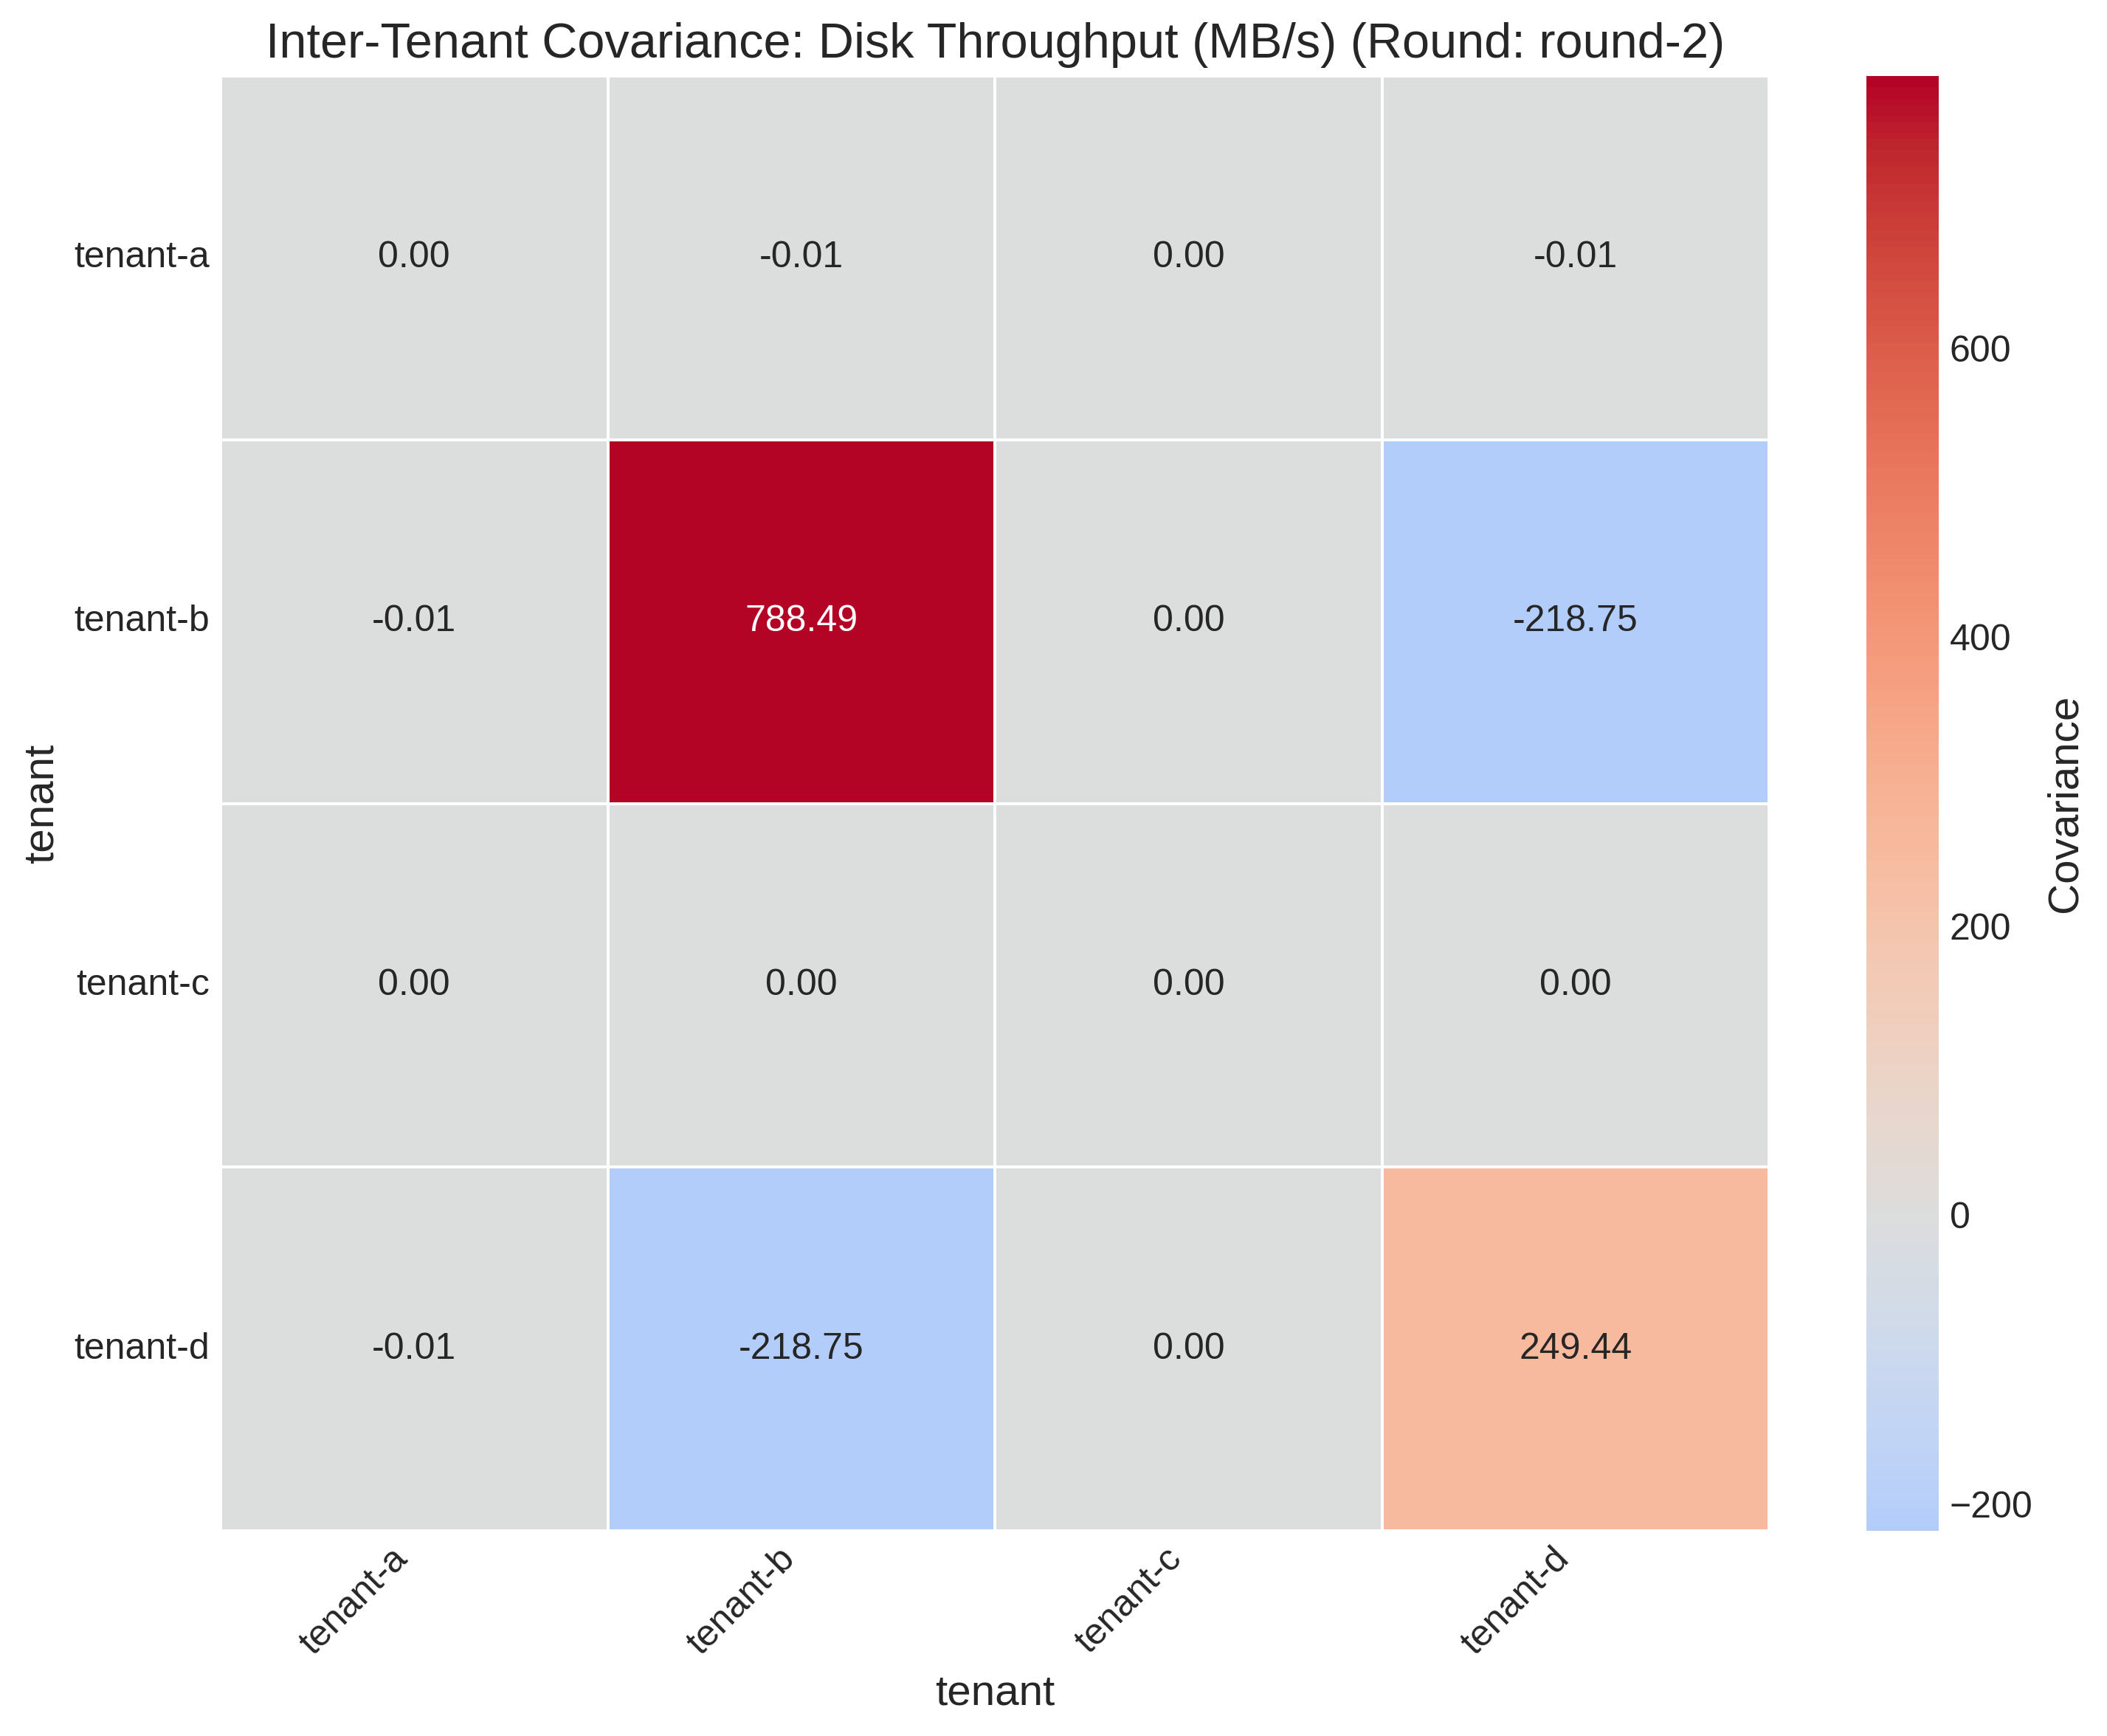 Inter-Tenant Covariance: Disk Throughput (MB/s) (Round: round-2)
tenant
tenant-a
0.00
-0.01
0.00
-0.01
tenant-b
-0.01
788.49
0.00
-218.75
tenant-c
0.00
0.00
0.00
0.00
tenant-d
-0.01
-218.75
0.00
249.44
tenant-a
tenant-b
tenant-c
tenant-d
tenant
600
400
200
0
−200
Covariance